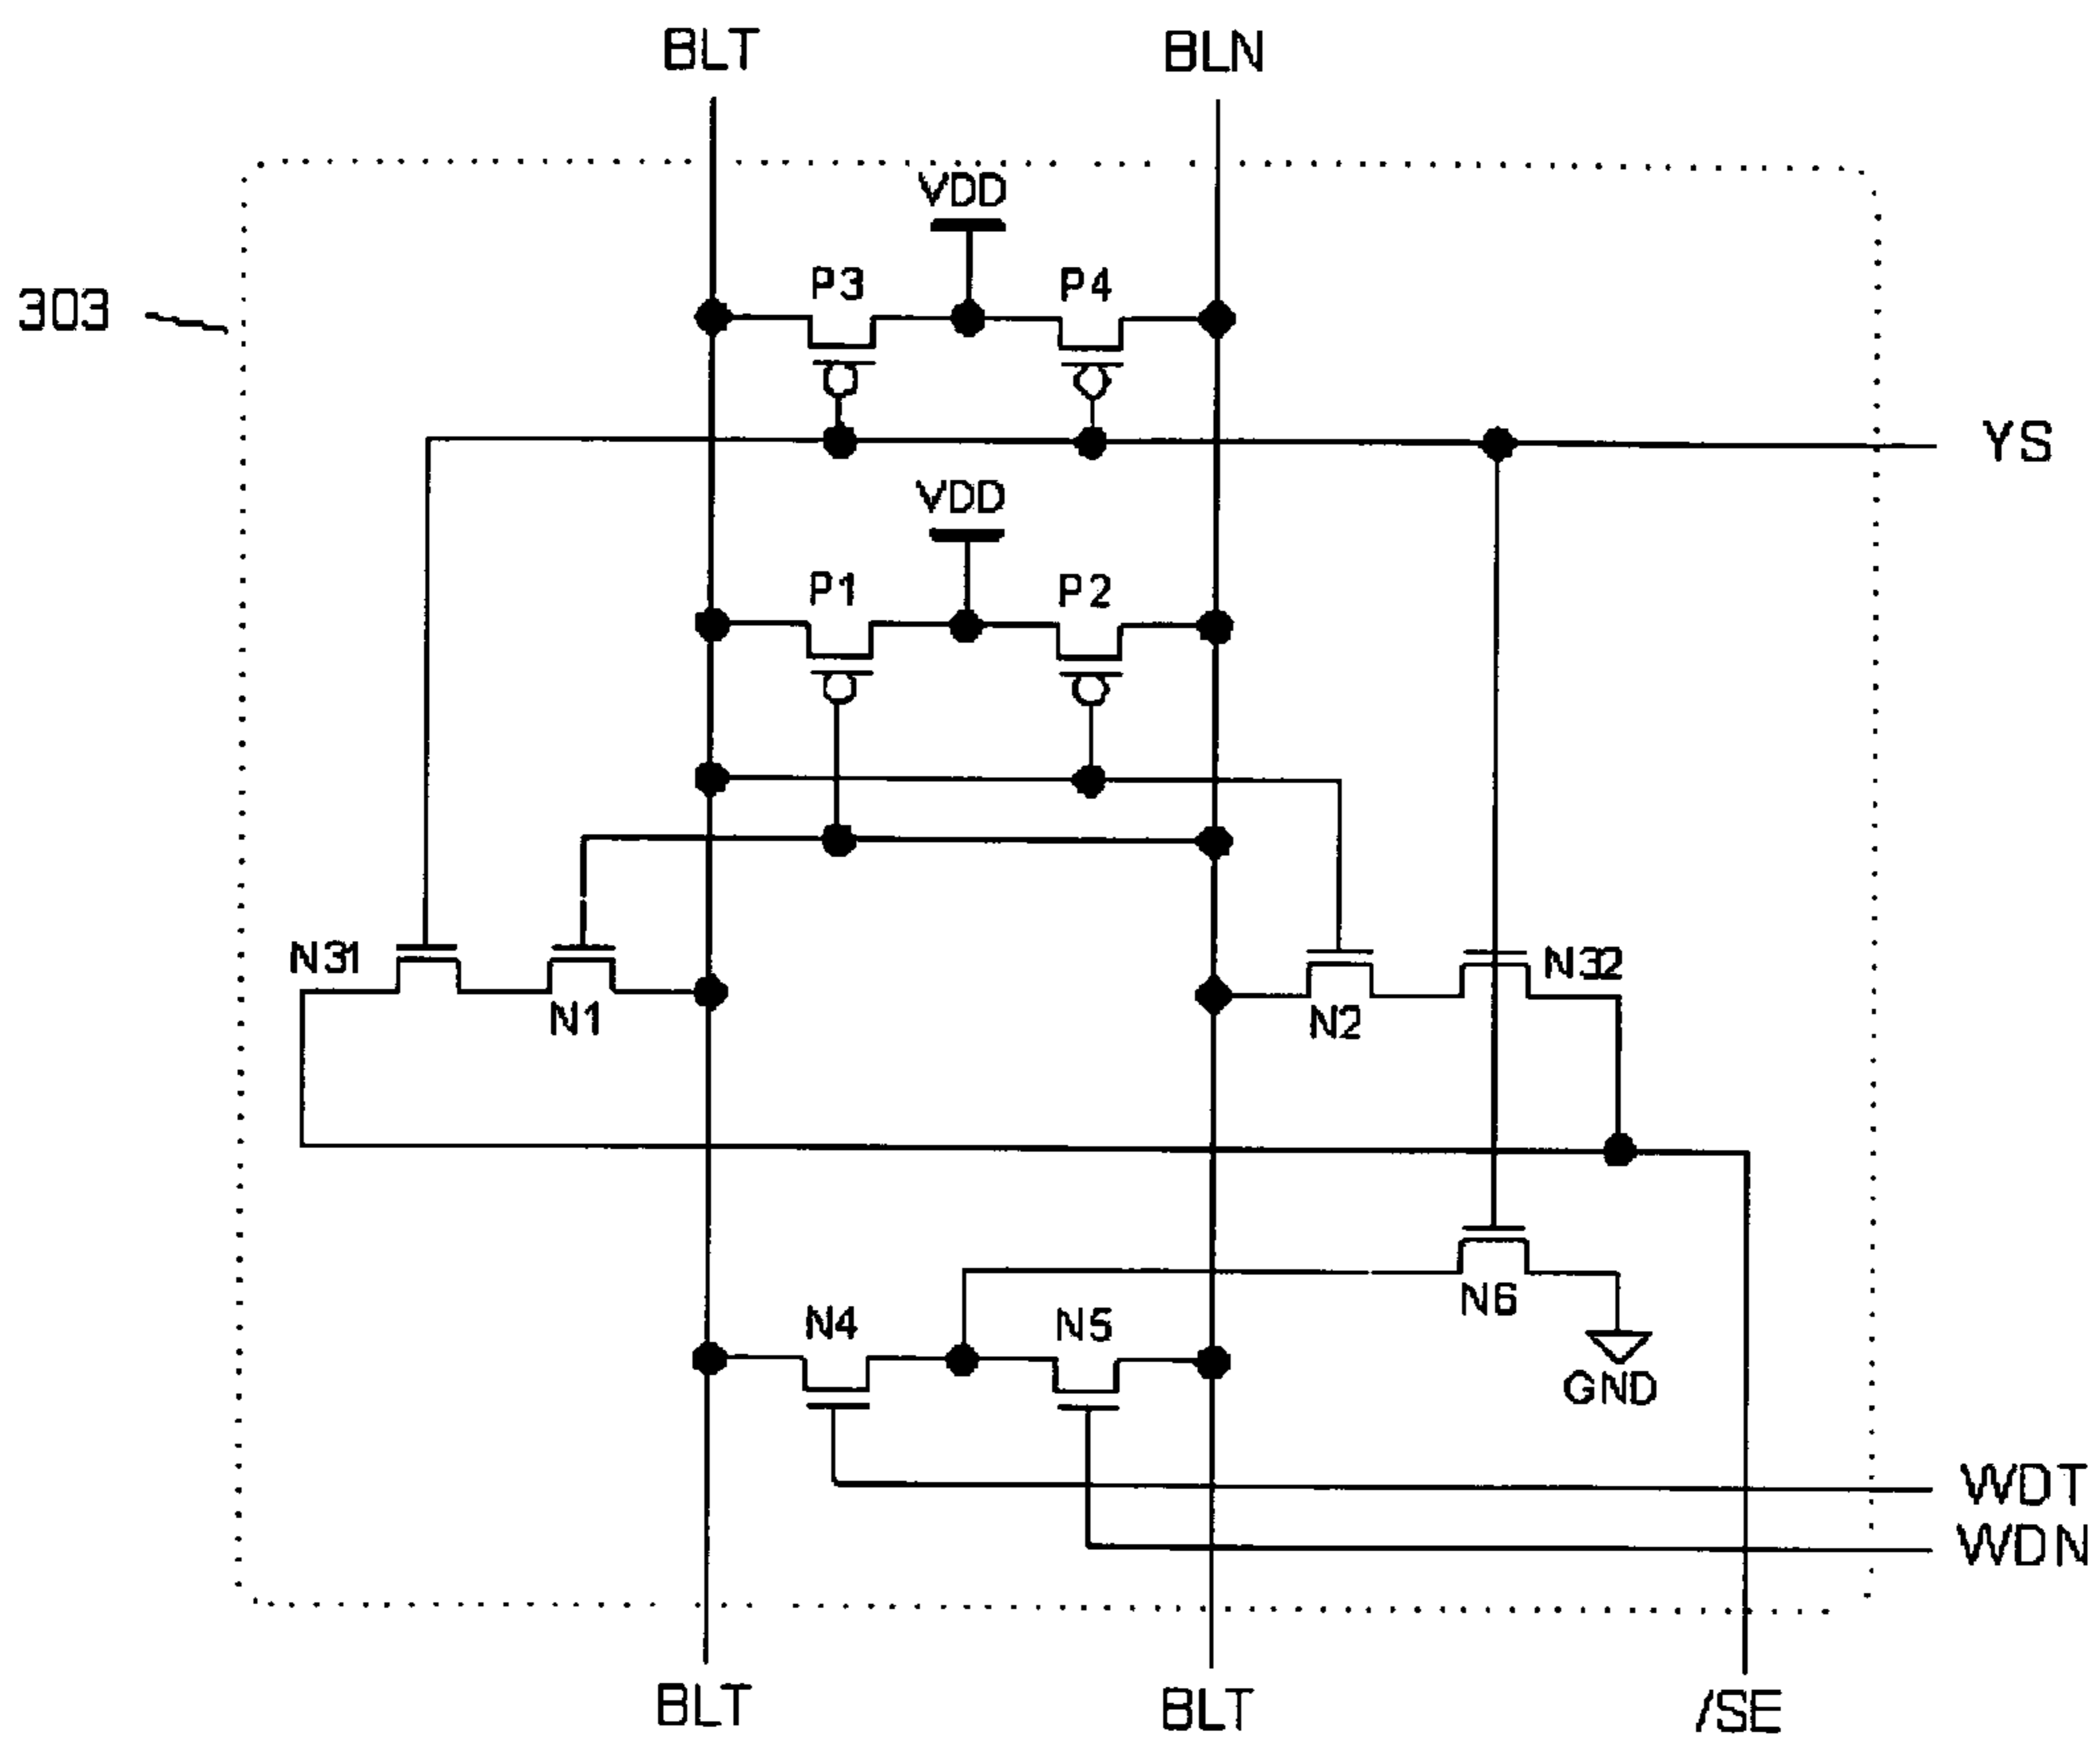 BLT
BLN
VDD
P3
P4
303
YS
VDD
P1
P2
N31
N1
N2
N32
N4
N5
N6
GND
WDT
WDN
BLT
BLT
/SE